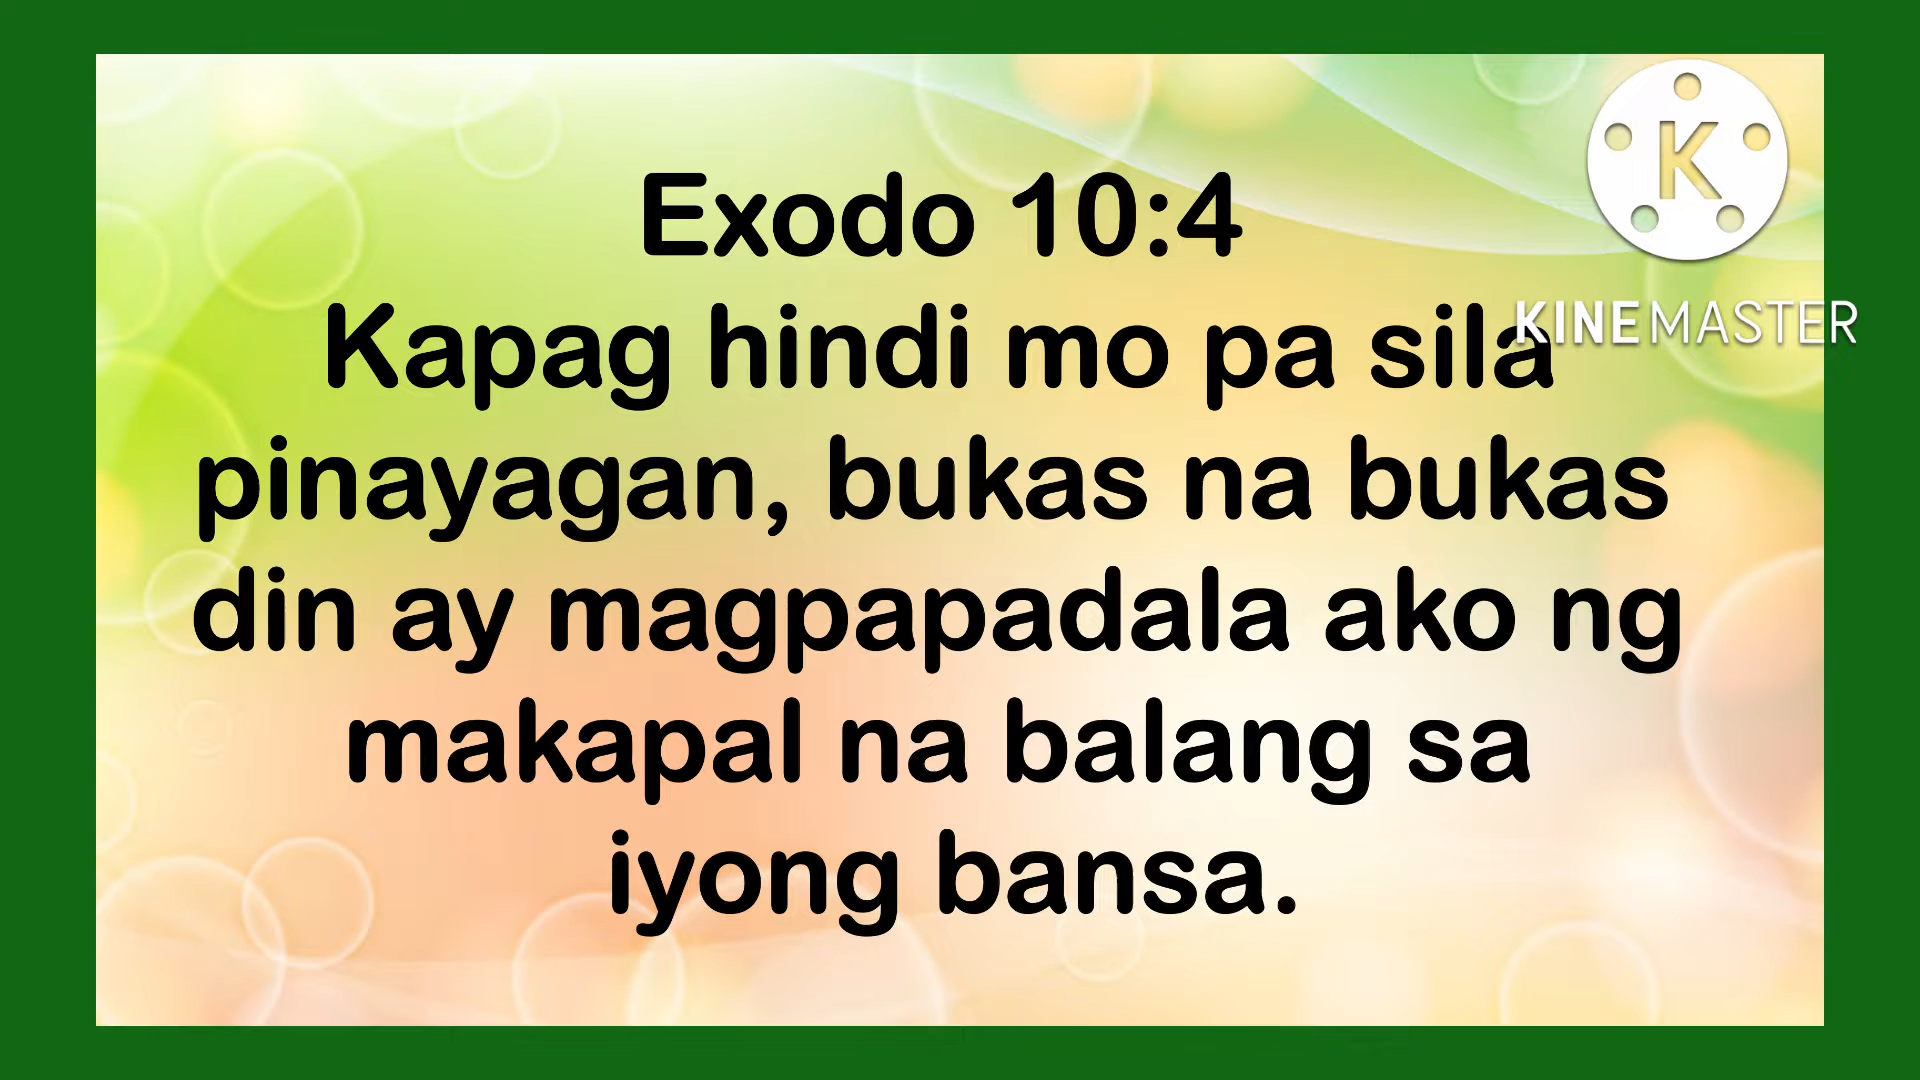 Exodo 10:4
K
Kapag hindi mo pa sila
KINEMASTER
pinayagan, bukas na bukas
din ay magpapadala ako ng
makapal na balang sa
iyong bansa.